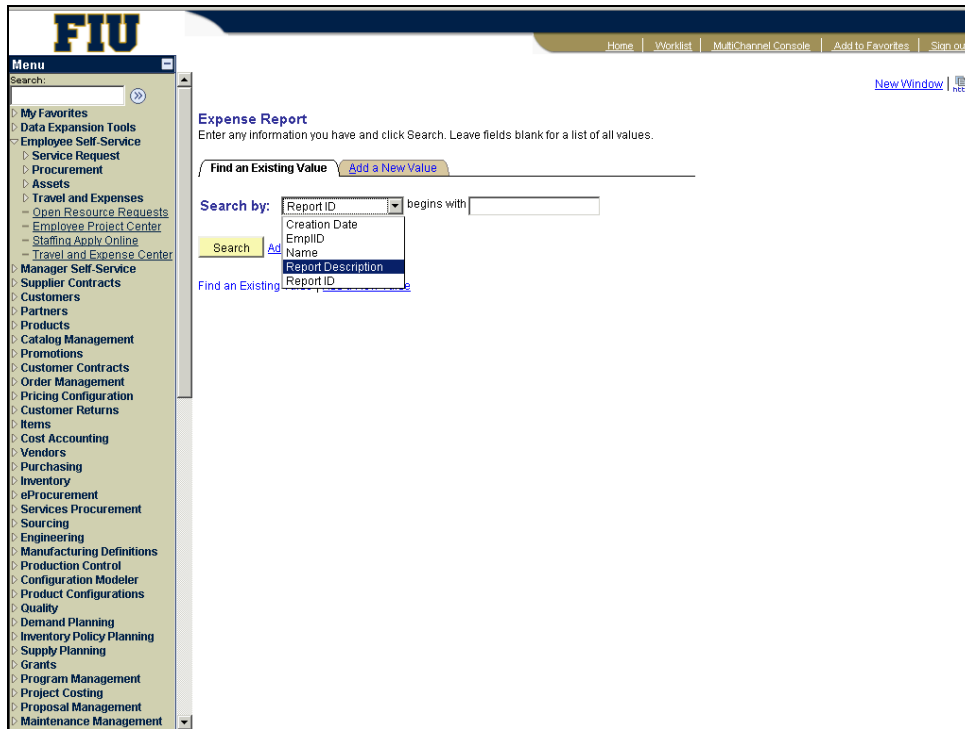 FIU
Home | Worklist | MultiChannel Console | Add to Favorites | Sign ou
Menu
Search:
New Window | htt
My Favorites
Data Expansion Tools
Employee Self-Service
Service Request
Procurement
Assets
Travel and Expenses
Open Resource Requests
Employee Project Center
Staffing Apply Online
Travel and Expense Center
Manager Self-Service
Supplier Contracts
Customers
Partners
Products
Catalog Management
Promotions
Customer Contracts
Order Management
Pricing Configuration
Customer Returns
Items
Cost Accounting
Vendors
Purchasing
Inventory
eProcurement
Services Procurement
Sourcing
Engineering
Manufacturing Definitions
Production Control
Configuration Modeler
Product Configurations
Quality
Demand Planning
Inventory Policy Planning
Supply Planning
Grants
Program Management
Project Costing
Proposal Management
Maintenance Management
Expense Report
Enter any information you have and click Search. Leave fields blank for a list of all values.
Find an Existing Value Add a New Value
Search by: Report ID begins with
Creation Date
EmplID
Name
Report Description
Report ID
Search Ad
Find an Existing